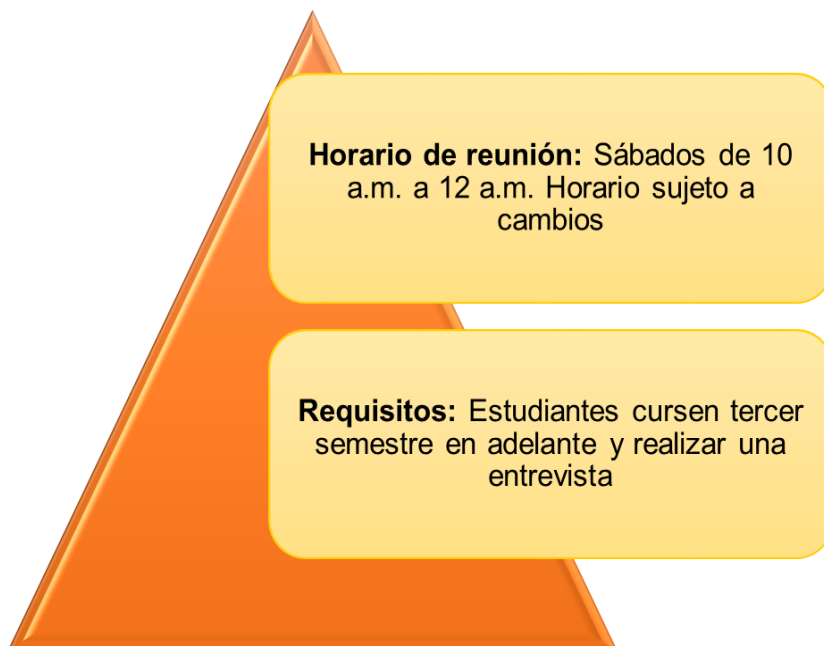 Horario de reunión: Sábados de 10
a.m. a 12 a.m. Horario sujeto a
cambios
Requisitos: Estudiantes cursen tercer
semestre en adelante y realizar una
entrevista